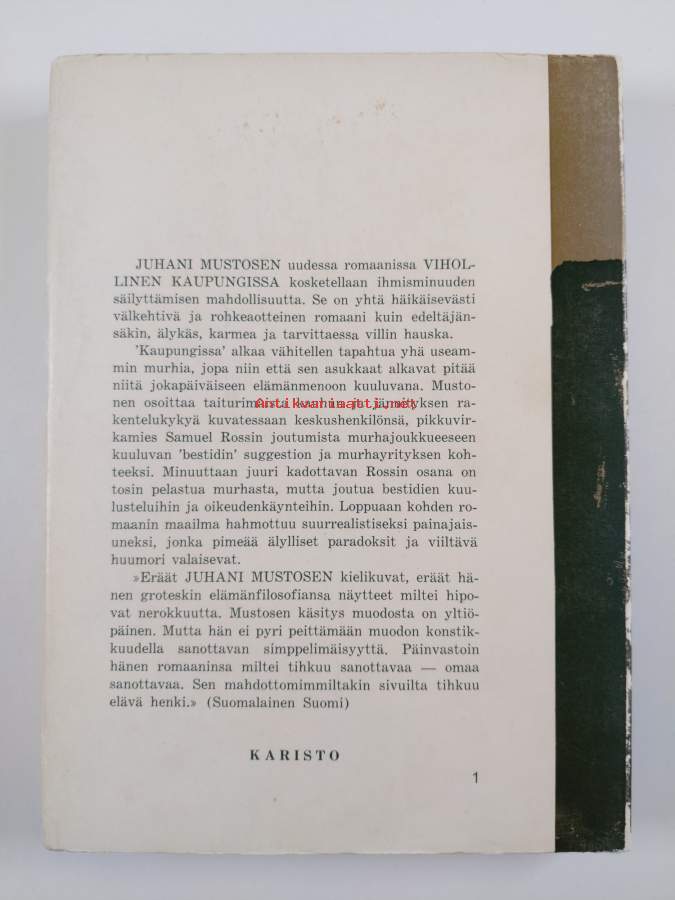 JUHANI MUSTOSEN uudessa romaanissa VIHOL-
LINEN KAUPUNGISSA kosketellaan ihmisminuuden
säilyttämisen mahdollisuutta. Se on yhtä häikäisevästi
välkehtivä ja rohkeaotteinen romaani kuin edeltäjän-
säkin, älykäs, karmea ja tarvittaessa villin hauska.
'Kaupungissa' alkaa vähitellen tapahtua yhä useam-
min murhia, jopa niin että sen asukkaat alkavat pitää
niitä jokapäiväiseen elämänmenoon kuuluvana. Musto-
nen osoittaa taiturimaista kauhun ja jännityksen ra-
Antikvariaatti.net
kentelukykyä kuvatessaan keskushenkilönsä, pikkuvir-
kamies Samuel Rossin joutumista murhajoukkueeseen
kuuluvan 'bestidin' suggestion ja murhayrityksen koh-
teeksi. Minuuttaan juuri kadottavan Rossin osana on
tosin pelastua murhasta, mutta joutua bestidien kuu-
lusteluihin ja oikeudenkäynteihin. Loppuaan kohden ro-
maanin maailma hahmottuu suurrealistiseksi painajais-
uneksi, jonka pimeää älylliset paradoksit ja viiltävä
huumori valaisevat.
»Eräät JUHANI MUSTOSEN kielikuvat, eräät hä-
nen groteskin elämänfilosofiansa näytteet miltei hipo-
vat nerokkuutta. Mustosen käsitys muodosta on yltiö-
päinen. Mutta hän ei pyri peittämään muodon konstik-
kuudella sanottavan simppelimäisyyttä. Päinvastoin
hänen romaaninsa miltei tihkuu sanottavaa — omaa
sanottavaa. Sen mahdottomimmiltakin sivuilta tihkuu
elävä henki.» (Suomalainen Suomi)
KARISTO
1